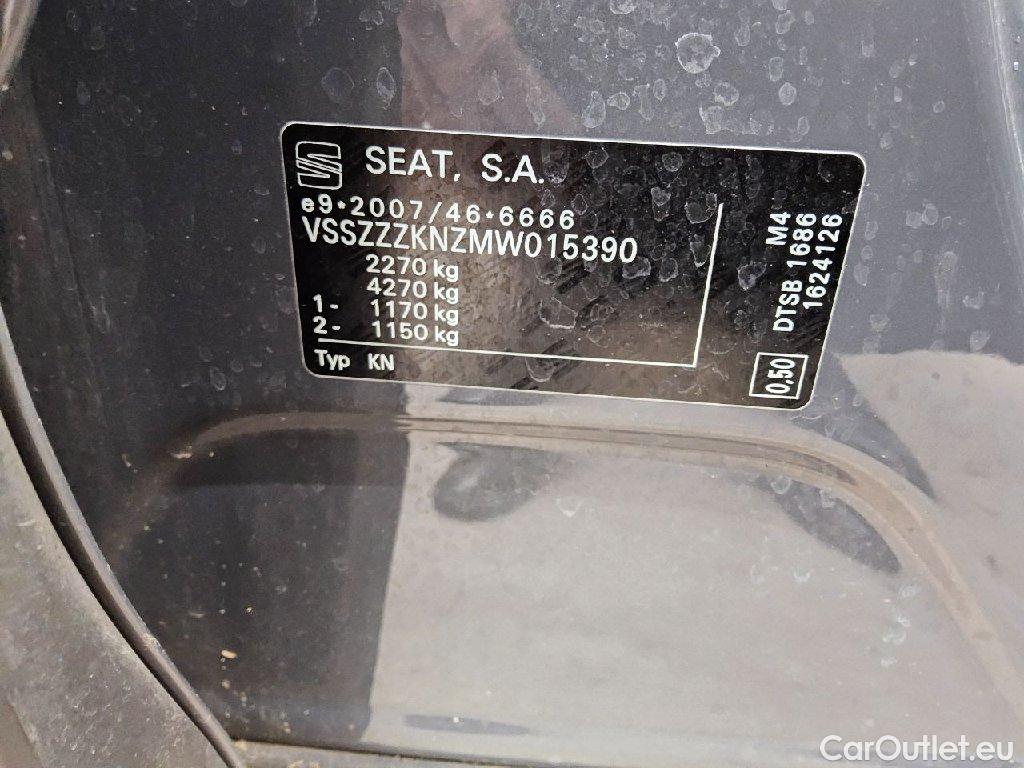 SEAT, S.A.
e9*2007/46*6666
VSSZZZKNZMW015390
2270 kg
4270 kg
1- 1170 kg
2- 1150 kg
Typ KN
M4
DTSB 1686
1624126
0,50
CarOutlet.eu